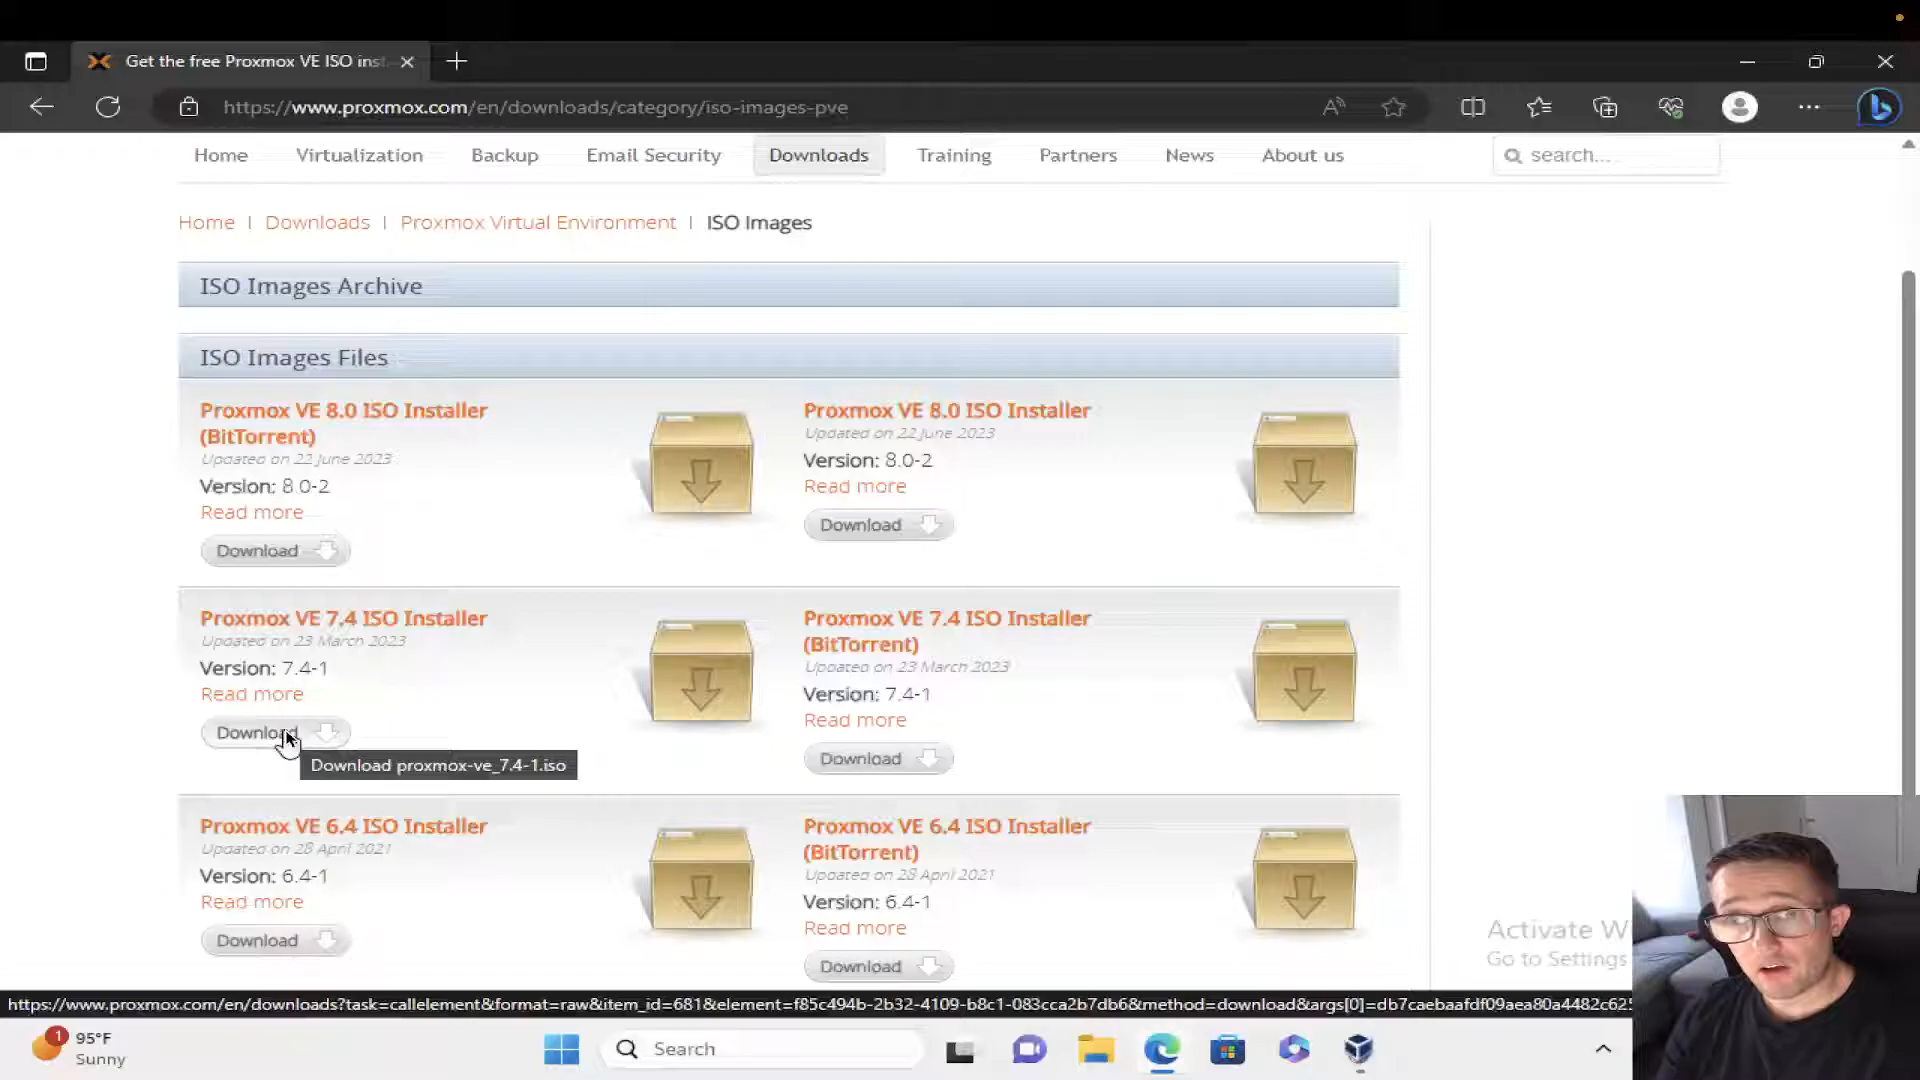 Get the free Proxmox VE ISO inst
https://www.proxmox.com/en/downloads/category/iso-images-pve
Home Virtualization Backup Email Security Downloads Training Partners News About us search...
Home | Downloads | Proxmox Virtual Environment | ISO Images
ISO Images Archive
ISO Images Files
Proxmox VE 8.0 ISO Installer
(BitTorrent)
Updated on 22 June 2023
Version: 8.0-2
Read more
Download
Proxmox VE 8.0 ISO Installer
Updated on 22 June 2023
Version: 8.0-2
Read more
Download
Proxmox VE 7.4 ISO Installer
Updated on 23 March 2023
Version: 7.4-1
Read more
Download
Download proxmox-ve_7.4-1.iso
Proxmox VE 7.4 ISO Installer
(BitTorrent)
Updated on 23 March 2023
Version: 7.4-1
Read more
Download
Proxmox VE 6.4 ISO Installer
Updated on 28 April 2021
Version: 6.4-1
Read more
Download
Proxmox VE 6.4 ISO Installer
(BitTorrent)
Updated on 28 April 2021
Version: 6.4-1
Read more
Download
Activate W
Go to Settings
https://www.proxmox.com/en/downloads?task=callelement&format=raw&item_id=681&element=f85c494b-2b32-4109-b8c1-083cca2b7db6&method=download&args[0]=db7caebaafdf09aea80a4482c625
1
95°F
Sunny
Search